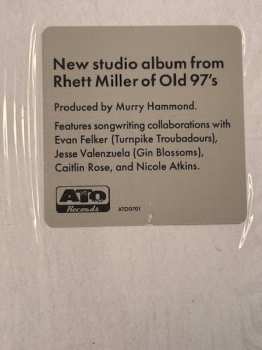 New studio album from
Rhett Miller of Old 97's
Produced by Murry Hammond.
Features songwriting collaborations with
Evan Felker (Turnpike Troubadours),
Jesse Valenzuela (Gin Blossoms),
Caitlin Rose, and Nicole Atkins.
ATO
Records
ATO0701